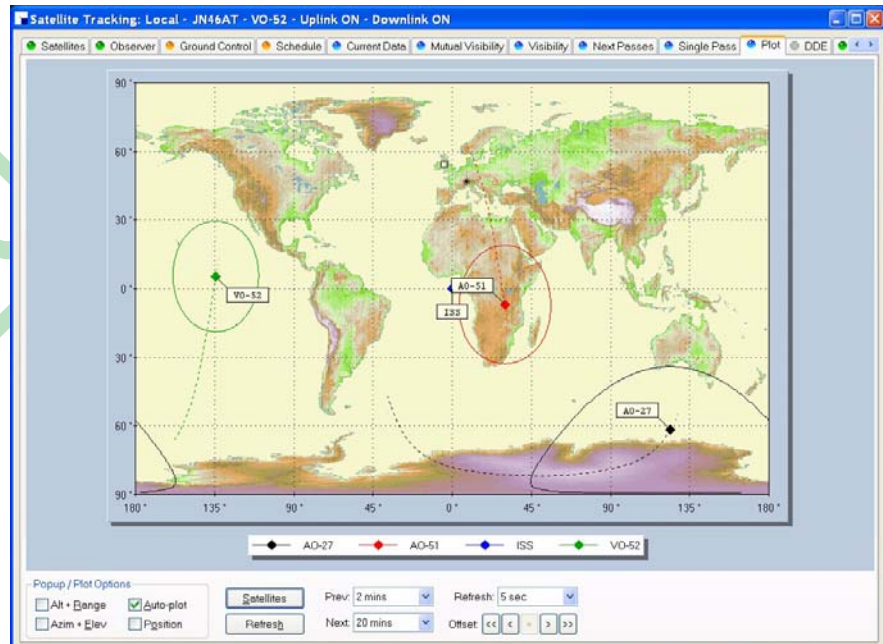 Satellite Tracking: Local - JN46AT - VO-52 - Uplink ON - Downlink ON
Satellites Observer Ground Control Schedule Current Data Mutual Visibility Visibility Next Passes Single Pass Plot DDE
90°
60°
30°
0°
30°
60°
90°
VO-52
AO-51
ISS
AO-27
180° 135° 90° 45° 0° 45° 90° 135° 180°
AO-27 AO-51 ISS VO-52
Popup / Plot Options
Alt + Range Auto-plot
Azim + Elev Position
Satellites
Refresh
Prev: 2 mins
Next: 20 mins
Refresh: 5 sec
Offset: << < > >>